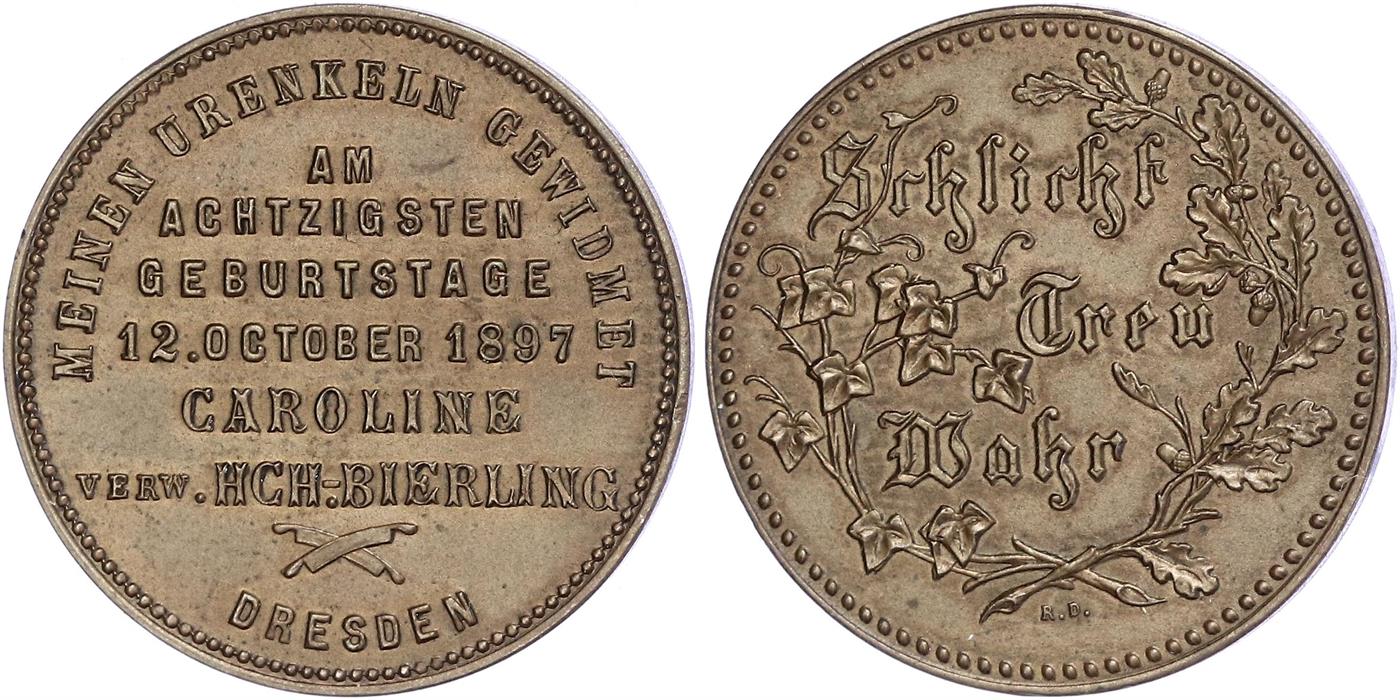 MEINEN URENKELN GEWIDMET
AM
ACHTZIGSTEN
GEBURTSTAGE
12. OCTOBER 1897
CAROLINE
VERW. HCH-BIERLING
DRESDEN
Schlicht
Treu
Wahr
R.D.